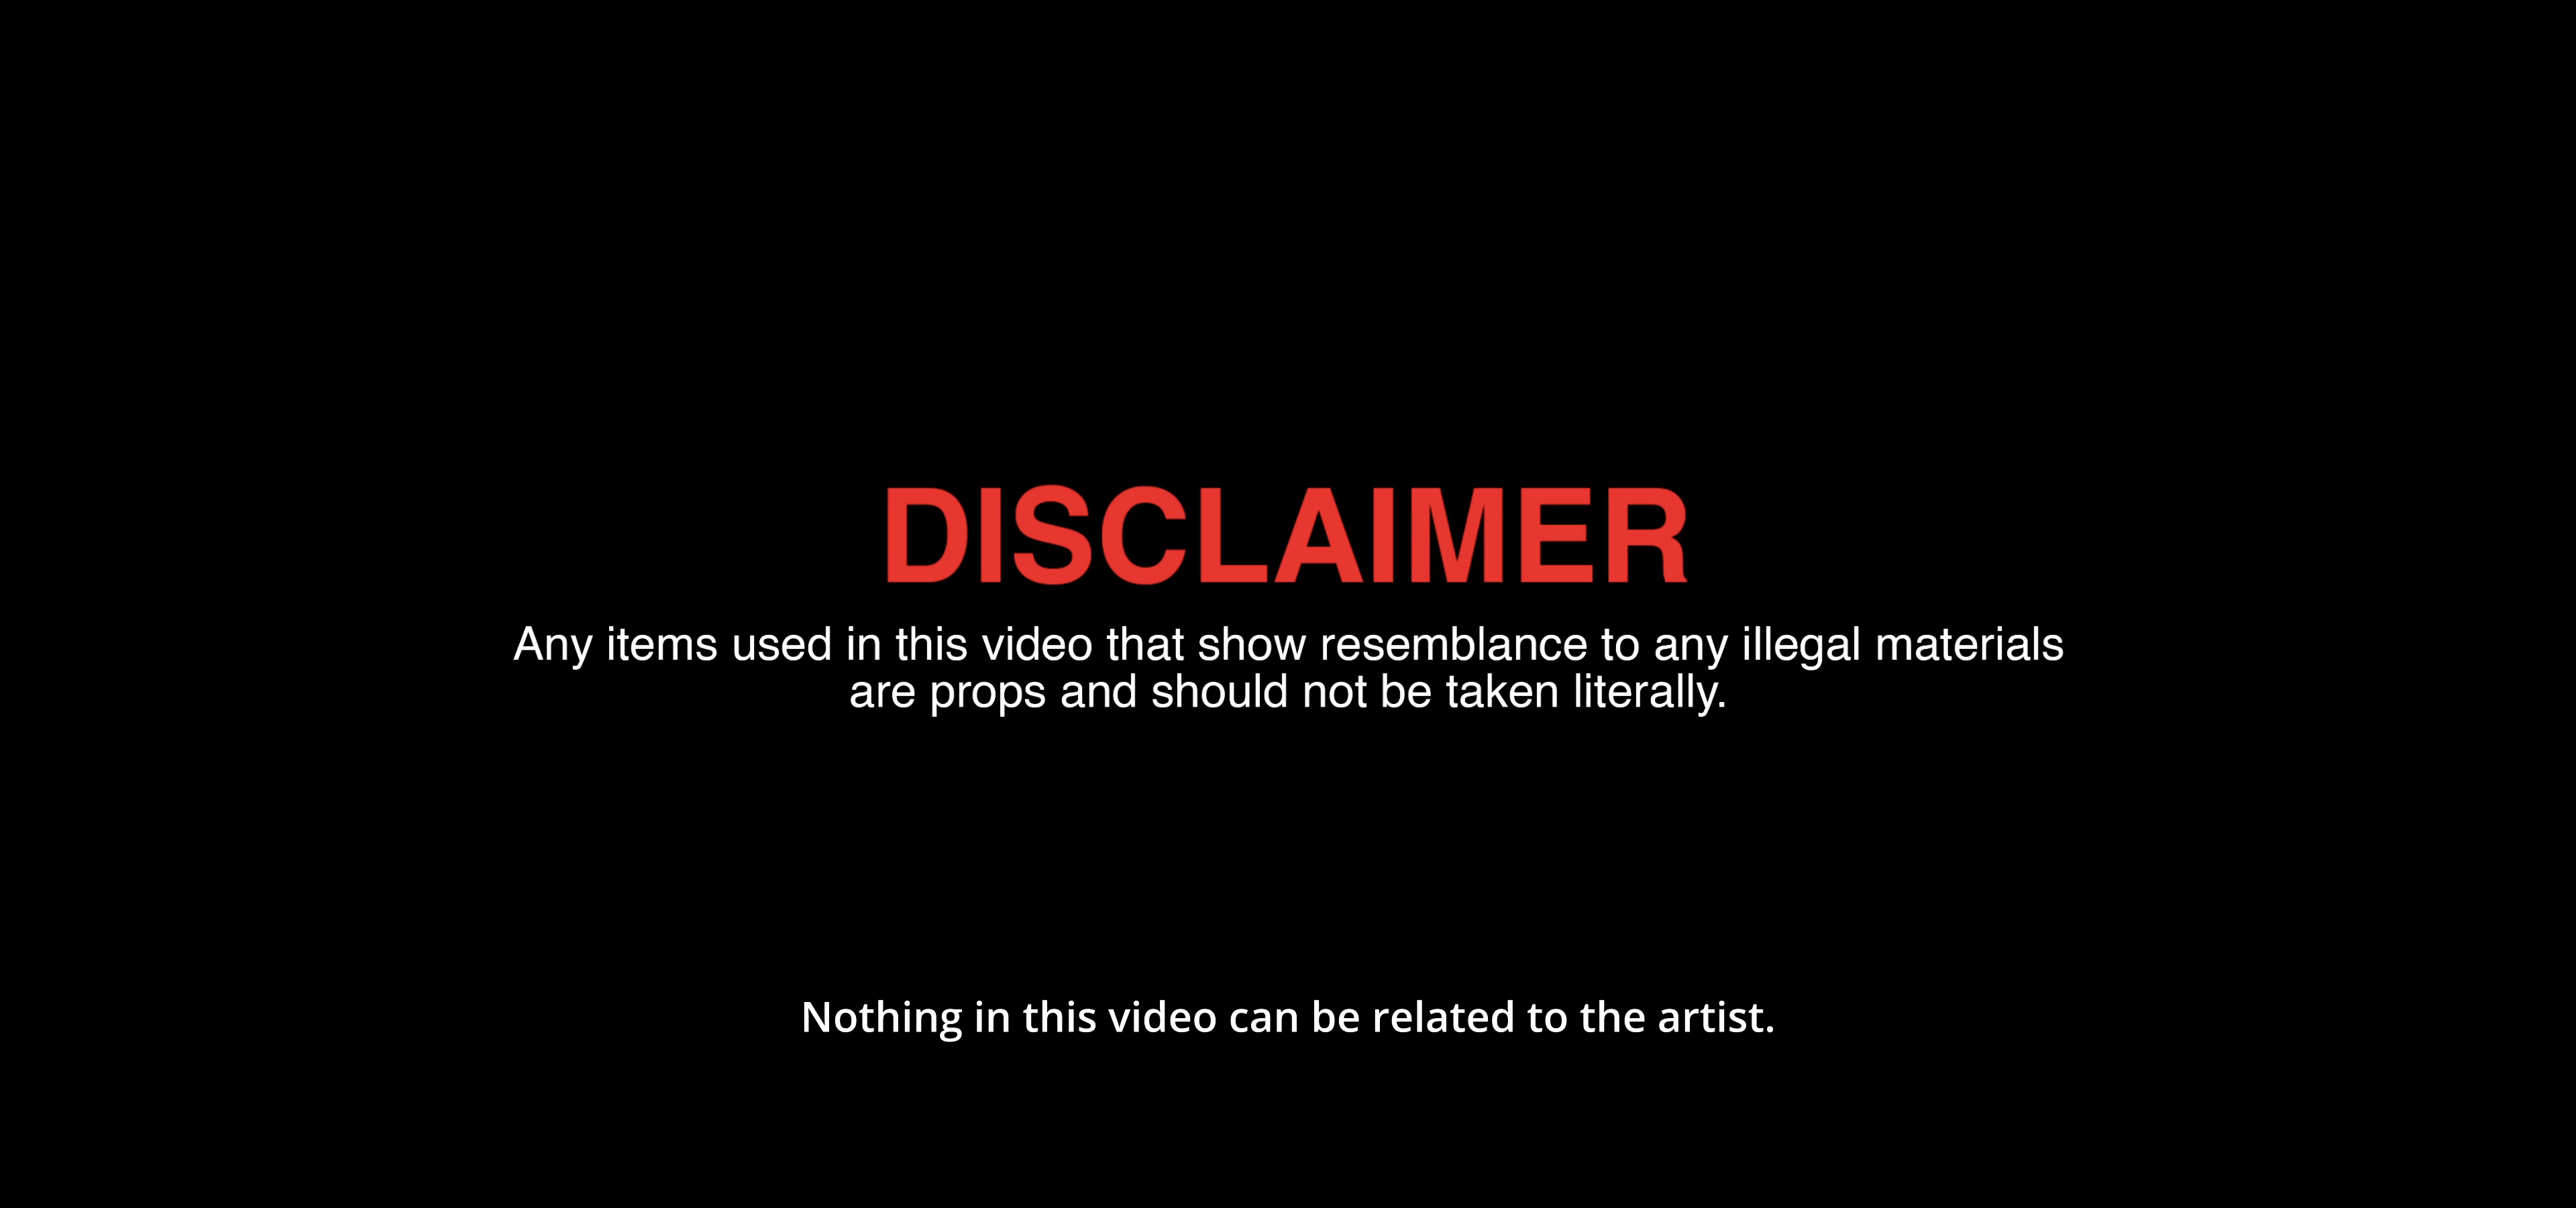 DISCLAIMER
Any items used in this video that show resemblance to any illegal materials
are props and should not be taken literally.
Nothing in this video can be related to the artist.